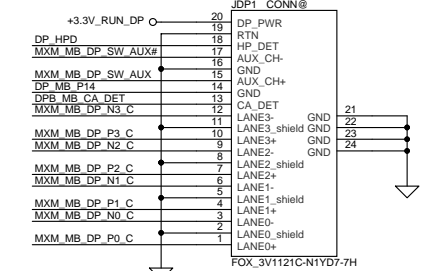 JDP1 CONN@
+3.3V_RUN_DP 20 DP_PWR
19 RTN
DP_HPD 18 HP_DET
MXM_MB_DP_SW_AUX# 17 AUX_CH-
16 GND
MXM_MB_DP_SW_AUX 15 AUX_CH+
DP_MB_P14 14 GND
DPB_MB_CA_DET 13 CA_DET
MXM_MB_DP_N3_C 12 LANE3- GND 21
11 LANE3_shield GND 22
MXM_MB_DP_P3_C 10 LANE3+ GND 23
MXM_MB_DP_N2_C 9 LANE2- GND 24
8 LANE2_shield
MXM_MB_DP_P2_C 7 LANE2+
MXM_MB_DP_N1_C 6 LANE1-
5 LANE1_shield
MXM_MB_DP_P1_C 4 LANE1+
MXM_MB_DP_N0_C 3 LANE0-
2 LANE0_shield
MXM_MB_DP_P0_C 1 LANE0+
FOX_3V1121C-N1YD7-7H